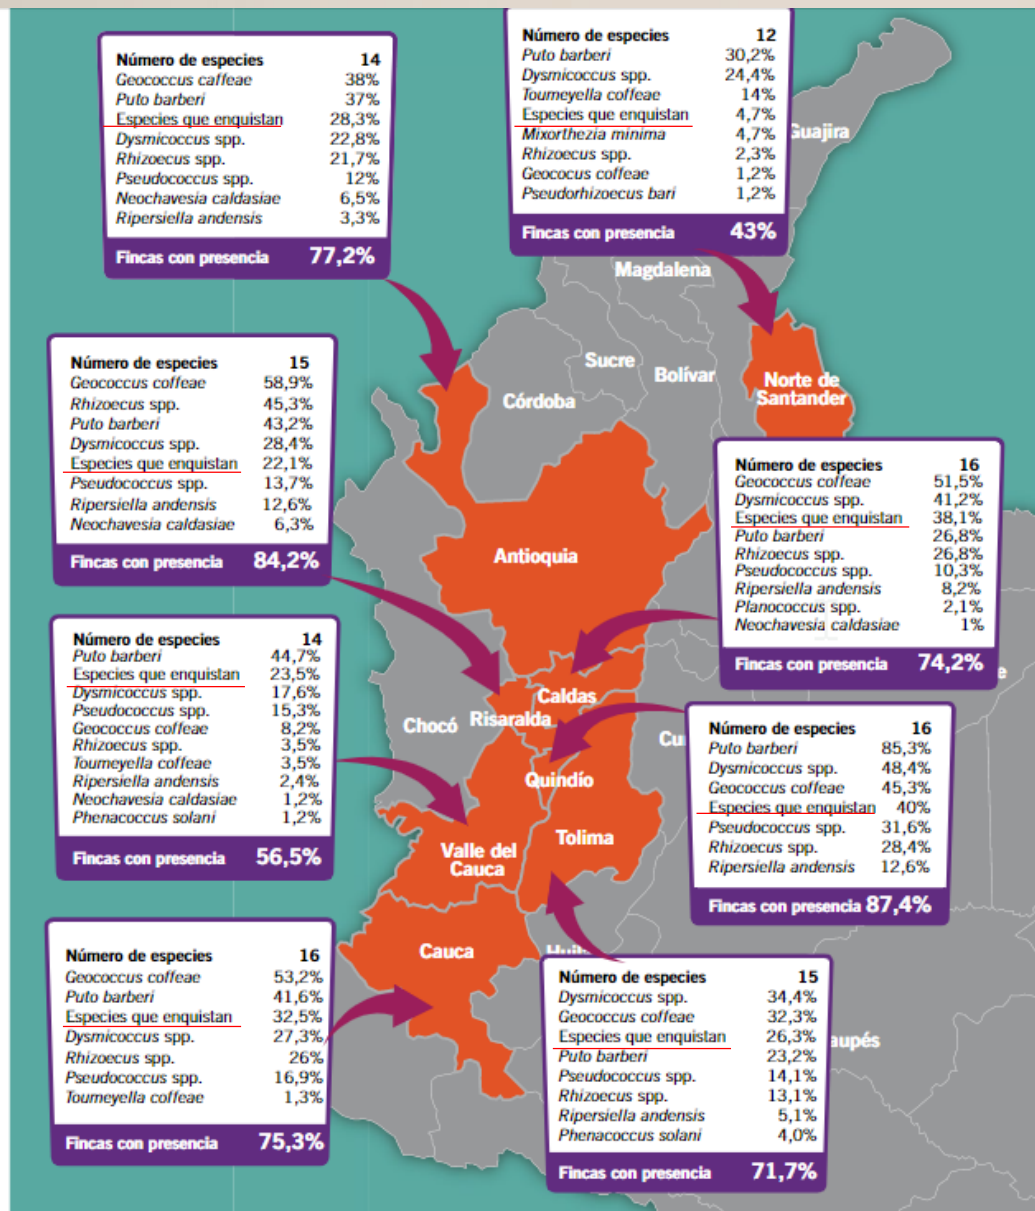 Número de especies 14
Geococcus caffeae 38%
Puto barberi 37%
Especies que enquistan 28,3%
Dysmicoccus spp. 22,8%
Rhizoecus spp. 21,7%
Pseudococcus spp. 12%
Neochavesia caldasiae 6,5%
Ripersiella andensis 3,3%
Fincas con presencia 77,2%
Número de especies 12
Puto barberi 30,2%
Dysmicoccus spp. 24,4%
Toumeyella coffeae 14%
Especies que enquistan 4,7%
Mixorthezia minima 4,7%
Rhizoecus spp. 2,3%
Geococus coffeae 1,2%
Pseudorhizoecus bari 1,2%
Fincas con presencia 43%
Guajira
Magdalena
Sucre
Bolívar
Córdoba
Norte de
Santander
Número de especies 15
Geococcus coffeae 58,9%
Rhizoecus spp. 45,3%
Puto barberi 43,2%
Dysmicoccus spp. 28,4%
Especies que enquistan 22,1%
Pseudococcus spp. 13,7%
Ripersiella andensis 12,6%
Neochavesia caldasiae 6,3%
Fincas con presencia 84,2%
Antioquia
Número de especies 16
Geococcus coffeae 51,5%
Dysmicoccus spp. 41,2%
Especies que enquistan 38,1%
Puto barberi 26,8%
Rhizoecus spp. 26,8%
Pseudococcus spp. 10,3%
Ripersiella andensis 8,2%
Planococcus spp. 2,1%
Neochavesia caldasiae 1%
Fincas con presencia 74,2%
Número de especies 14
Puto barberi 44,7%
Especies que enquistan 23,5%
Dysmicoccus spp. 17,6%
Pseudococcus spp. 15,3%
Geococcus coffeae 8,2%
Rhizoecus spp. 3,5%
Toumeyella coffeae 3,5%
Ripersiella andensis 2,4%
Neochavesia caldasiae 1,2%
Phenacoccus solani 1,2%
Fincas con presencia 56,5%
Caldas
Chocó
Risaralda
Quindío
Tolima
Valle del
Cauca
Número de especies 16
Puto barberi 85,3%
Dysmicoccus spp. 48,4%
Geococcus coffeae 45,3%
Especies que enquistan 40%
Pseudococcus spp. 31,6%
Rhizoecus spp. 28,4%
Ripersiella andensis 12,6%
Fincas con presencia 87,4%
Cauca
Número de especies 16
Geococcus coffeae 53,2%
Puto barberi 41,6%
Especies que enquistan 32,5%
Dysmicoccus spp. 27,3%
Rhizoecus spp. 26%
Pseudococcus spp. 16,9%
Toumeyella coffeae 1,3%
Fincas con presencia 75,3%
Número de especies 15
Dysmicoccus spp. 34,4%
Geococcus coffeae 32,3%
Especies que enquistan 26,3%
Puto barberi 23,2%
Pseudococcus spp. 14,1%
Rhizoecus spp. 13,1%
Ripersiella andensis 5,1%
Phenacoccus solani 4,0%
Fincas con presencia 71,7%
aupés